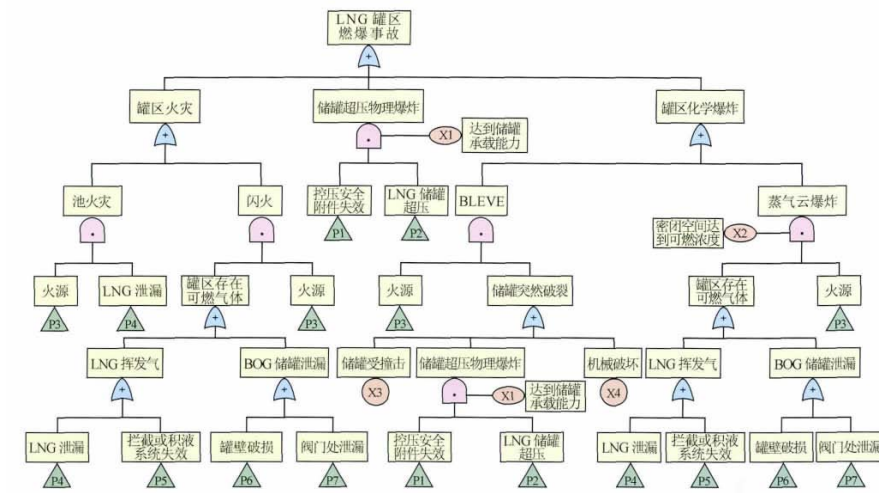 LNG 罐区
燃爆事故
+
罐区火灾
储罐超压物理爆炸
罐区化学爆炸
+
·
X1
达到储罐
承载能力
+
池火灾
闪火
控压安全
附件失效
LNG 储罐
超压
BLEVE
蒸气云爆炸
·
·
P1
P2
·
密闭空间达
到可燃浓度
X2
·
火源
LNG 泄漏
罐区存在
可燃气体
火源
火源
储罐突然破裂
罐区存在
可燃气体
火源
P3
P4
+
P3
P3
+
+
P3
LNG 挥发气
BOG 储罐泄漏
储罐受撞击
储罐超压物理爆炸
机械破坏
LNG 挥发气
BOG 储罐泄漏
+
+
X3
·
X1
达到储罐
承载能力
X4
+
+
LNG 泄漏
拦截或积液
系统失效
罐壁破损
阀门处泄漏
控压安全
附件失效
LNG 储罐
超压
LNG 泄漏
拦截或积液
系统失效
罐壁破损
阀门处泄漏
P4
P5
P6
P7
P1
P2
P4
P5
P6
P7